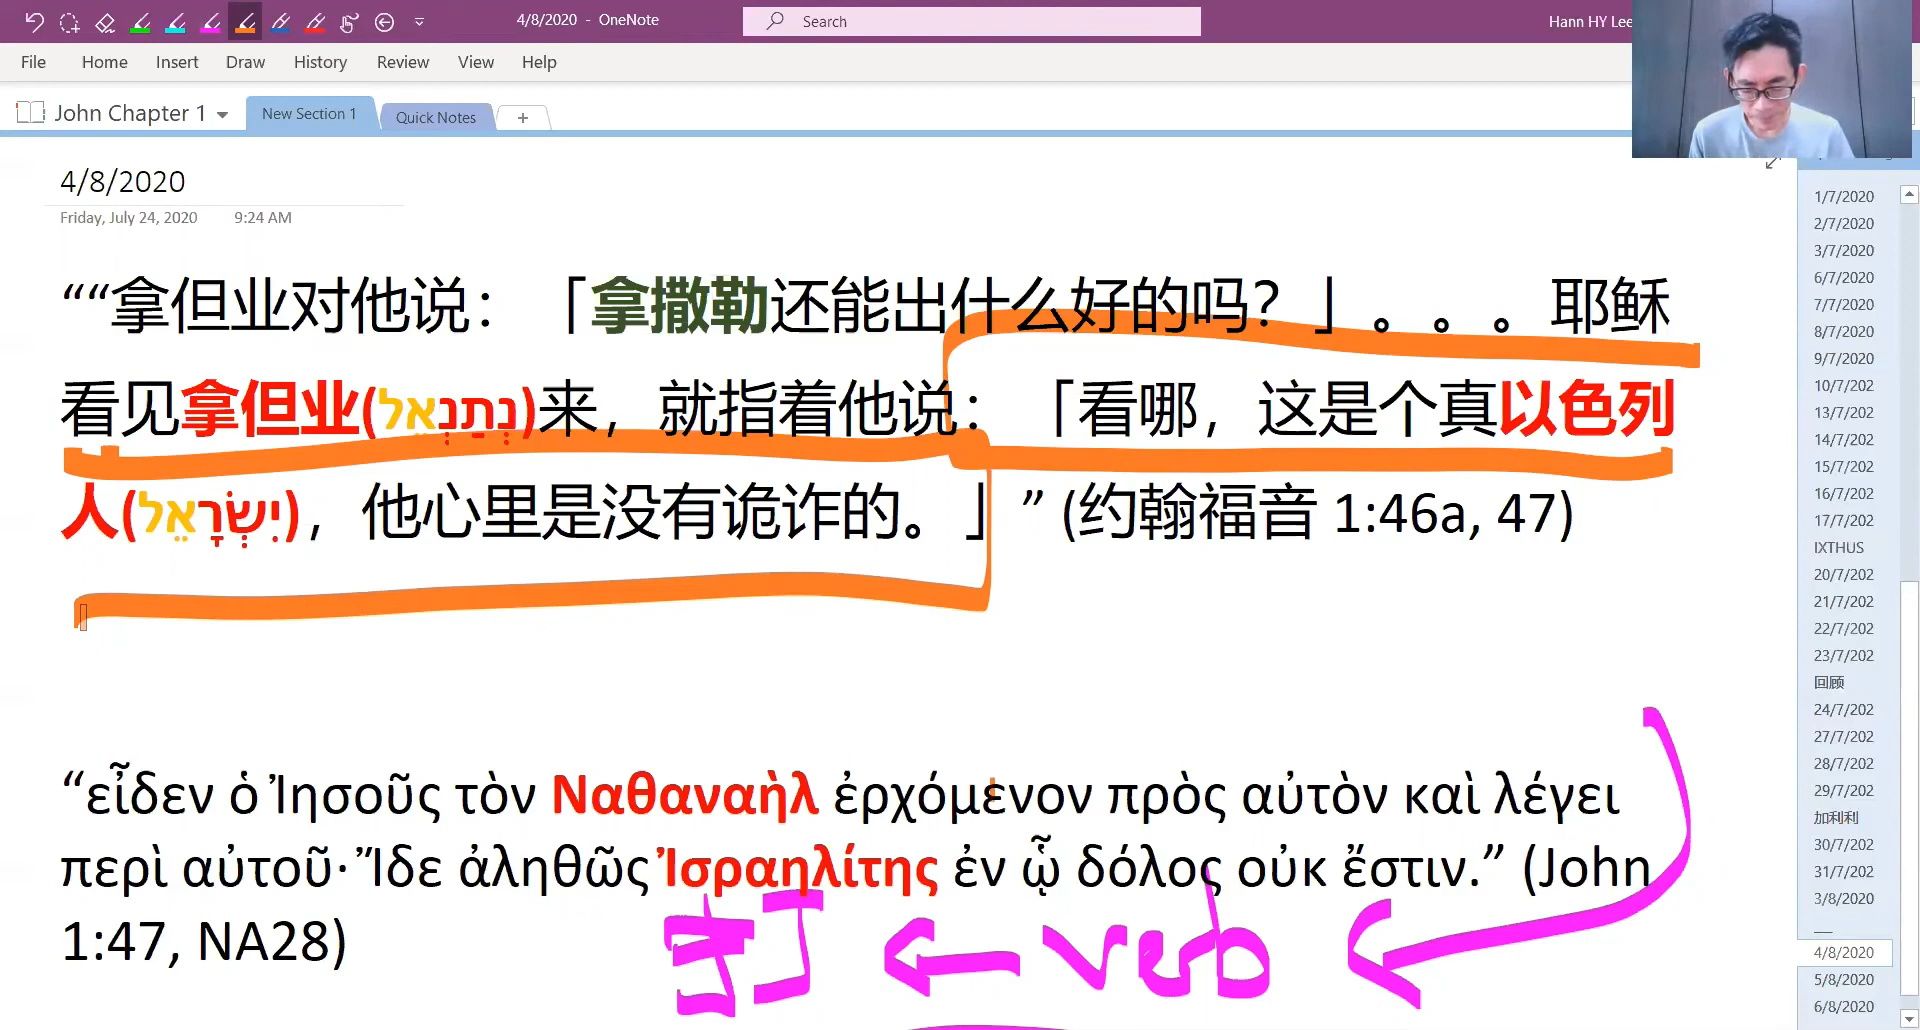 4/8/2020 - OneNote
Search
Hann HY Lee
File Home Insert Draw History Review View Help
John Chapter 1
New Section 1
Quick Notes
+
4/8/2020
Friday, July 24, 2020 9:24 AM
““拿但业对他说：「拿撒勒还能出什么好的吗？」。。。耶稣
看见拿但业(נְתַנְאֵל)来，就指着他说：「看哪，这是个真以色列
人(יִשְׂרָאֵל)，他心里是没有诡诈的。」” (约翰福音 1:46a, 47)
“εἶδεν ὁ Ἰησοῦς τὸν Ναθαναὴλ ἐρχόμενον πρὸς αὐτὸν καὶ λέγει
περὶ αὐτοῦ· Ἴδε ἀληθῶς Ἰσραηλίτης ἐν ᾧ δόλος οὐκ ἔστιν.” (John
1:47, NA28)
← verb
1/7/2020
2/7/2020
3/7/2020
6/7/2020
7/7/2020
8/7/2020
9/7/2020
10/7/202
13/7/202
14/7/202
15/7/202
16/7/202
17/7/202
IXTHUS
20/7/202
21/7/202
22/7/202
23/7/202
回顾
24/7/202
27/7/202
28/7/202
29/7/202
加利利
30/7/202
31/7/202
3/8/2020
4/8/2020
5/8/2020
6/8/2020